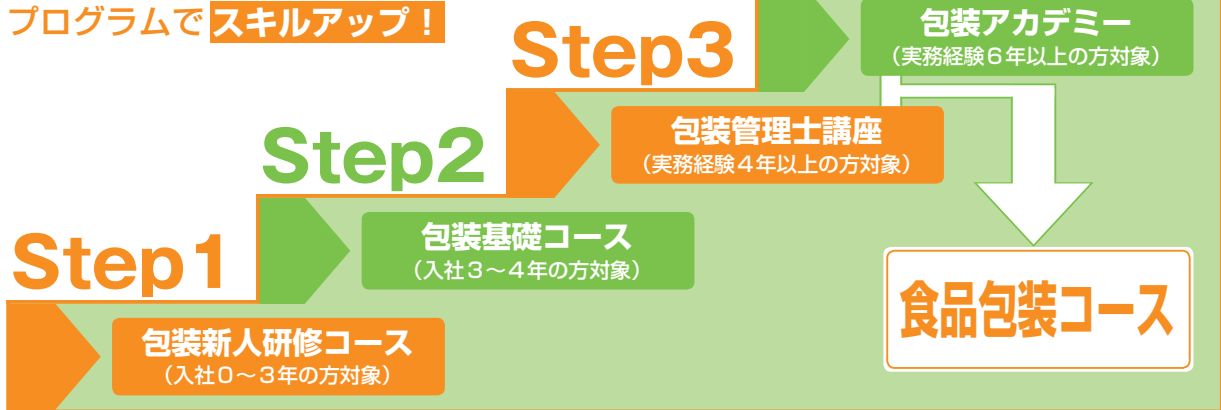 プログラムで スキルアップ！
Step3
包装アカデミー
（実務経験６年以上の方対象）
包装管理士講座
（実務経験４年以上の方対象）
Step2
包装基礎コース
（入社３～４年の方対象）
Step1
包装新人研修コース
（入社０～３年の方対象）
食品包装コース